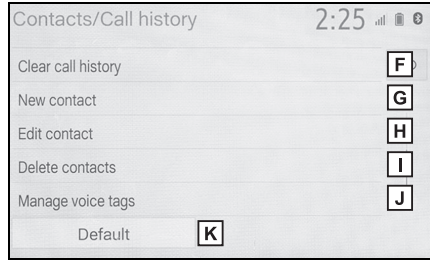 Contacts/Call history 2:25
Clear call history F
New contact G
Edit contact H
Delete contacts I
Manage voice tags J
Default K